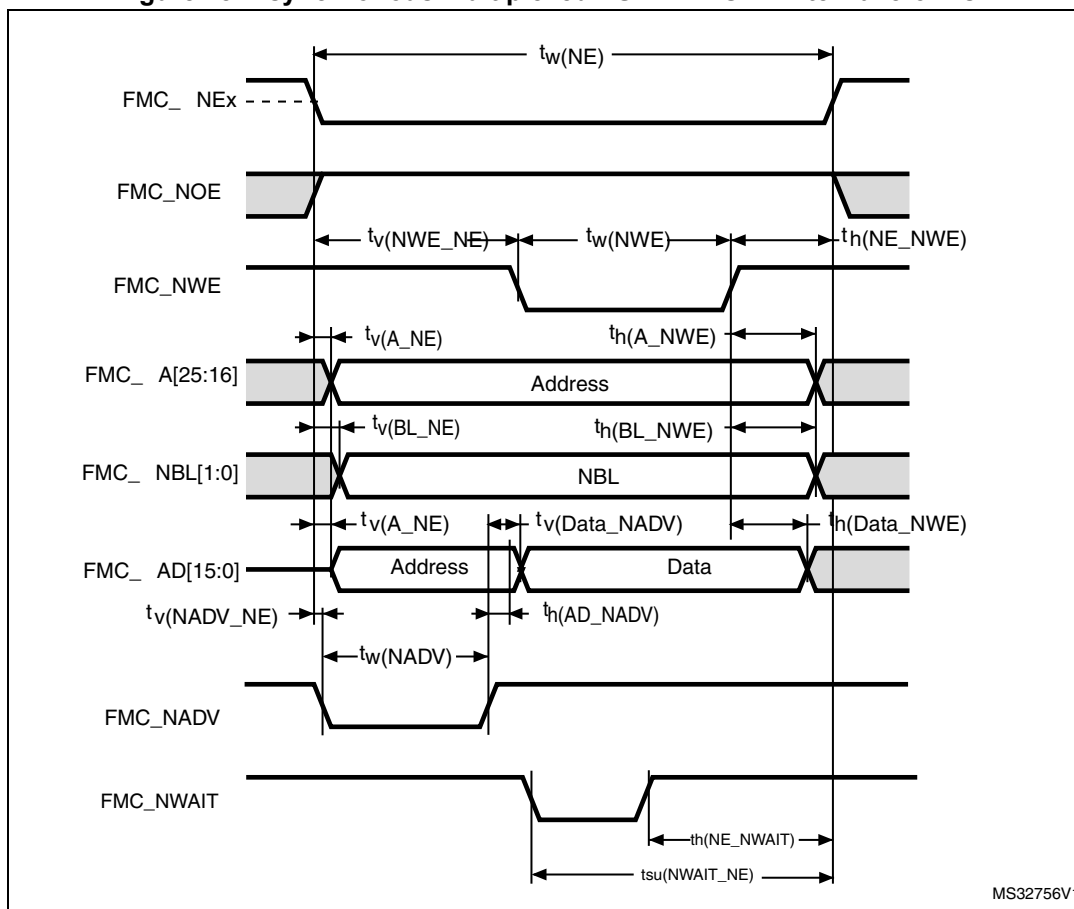 tw(NE)
FMC_ NEx
FMC_NOE
tv(NWE_NE)
tw(NWE)
th(NE_NWE)
FMC_NWE
tv(A_NE)
th(A_NWE)
FMC_ A[25:16]
Address
tv(BL_NE)
th(BL_NWE)
FMC_ NBL[1:0]
NBL
tv(A_NE)
tv(Data_NADV)
th(Data_NWE)
FMC_ AD[15:0]
Address
Data
tv(NADV_NE)
th(AD_NADV)
tw(NADV)
FMC_NADV
FMC_NWAIT
th(NE_NWAIT)
tsu(NWAIT_NE)
MS32756V1